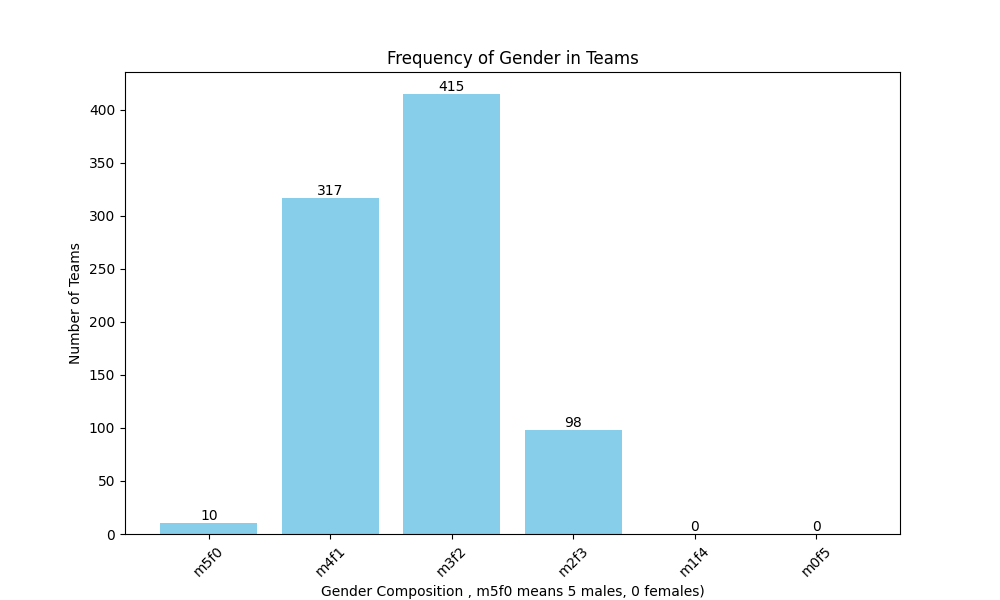 Frequency of Gender in Teams
415
400
350
317
300
250
200
150
100
98
50
10
0
0
0
Number of Teams
m5f0
m4f1
m3f2
m2f3
m1f4
m0f5
Gender Composition , m5f0 means 5 males, 0 females)